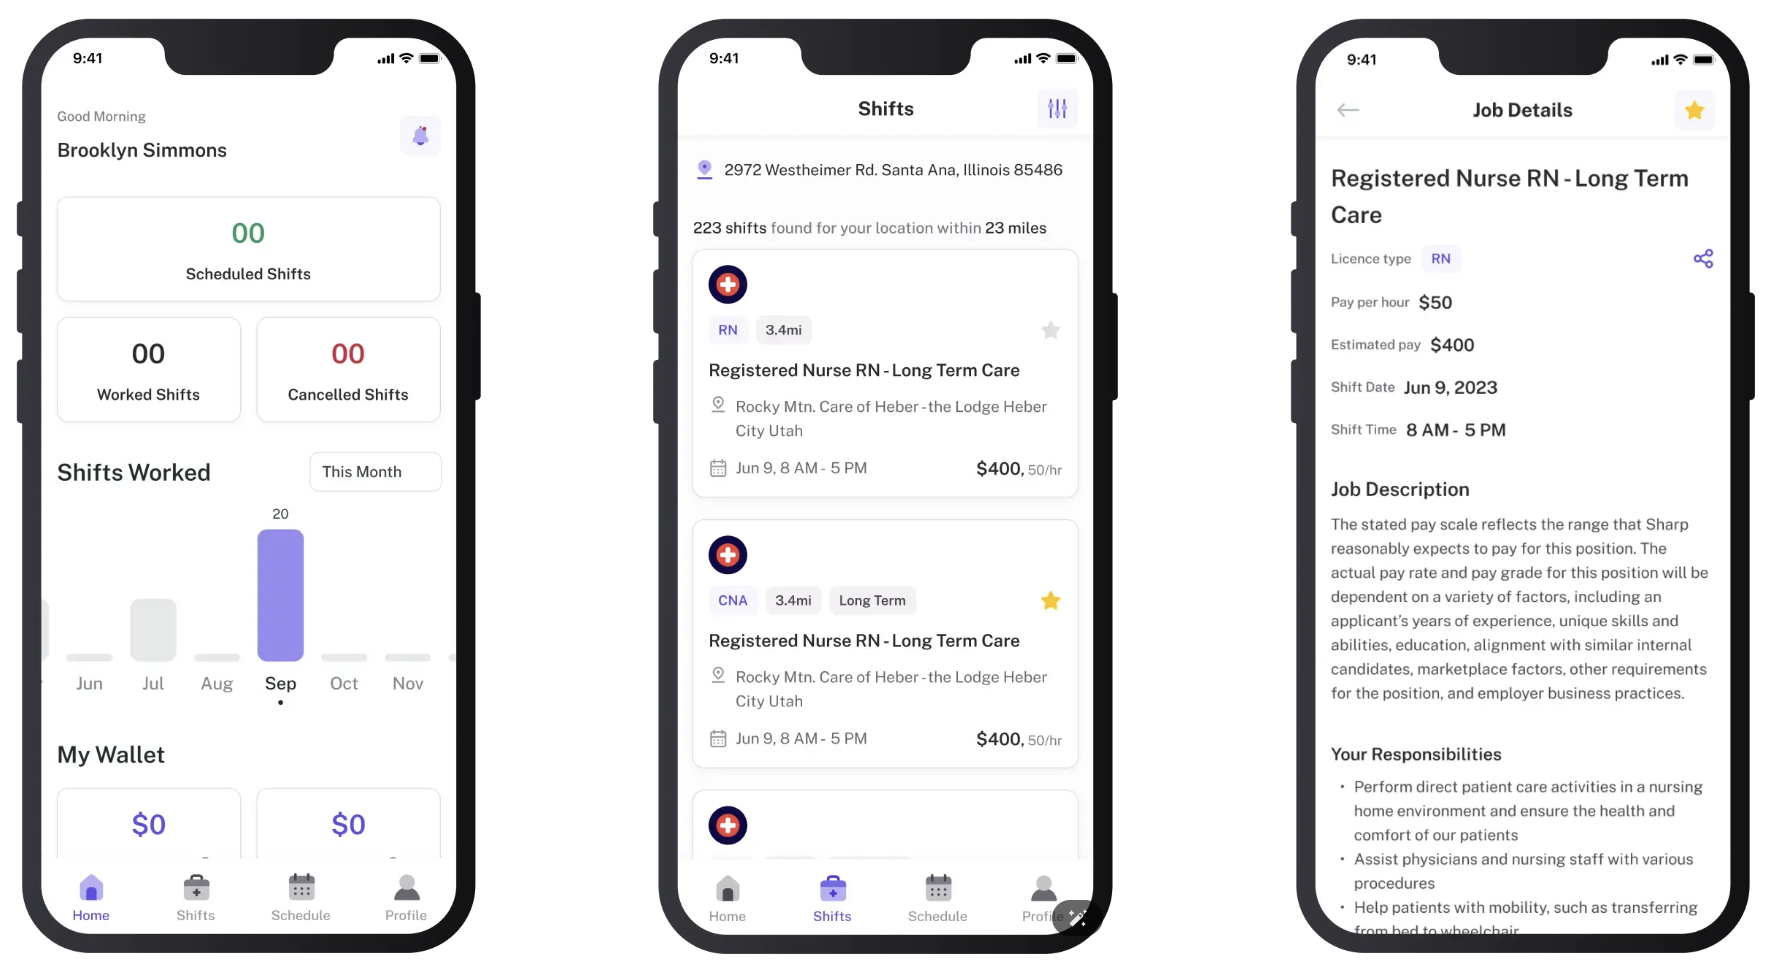 9:41
Good Morning
Brooklyn Simmons
00
Scheduled Shifts
00
Worked Shifts
00
Cancelled Shifts
Shifts Worked
This Month
20
Jun
Jul
Aug
Sep
Oct
Nov
My Wallet
$0
$0
Home
Shifts
Schedule
Profile
9:41
Shifts
2972 Westheimer Rd. Santa Ana, Illinois 85486
223 shifts found for your location within 23 miles
RN
3.4mi
Registered Nurse RN - Long Term Care
Rocky Mtn. Care of Heber - the Lodge Heber
City Utah
Jun 9, 8 AM - 5 PM
$400, 50/hr
CNA
3.4mi
Long Term
Registered Nurse RN - Long Term Care
Rocky Mtn. Care of Heber - the Lodge Heber
City Utah
Jun 9, 8 AM - 5 PM
$400, 50/hr
Home
Shifts
Schedule
Profile
9:41
Job Details
Registered Nurse RN - Long Term
Care
Licence type RN
Pay per hour $50
Estimated pay $400
Shift Date Jun 9, 2023
Shift Time 8 AM - 5 PM
Job Description
The stated pay scale reflects the range that Sharp
reasonably expects to pay for this position. The
actual pay rate and pay grade for this position will be
dependent on a variety of factors, including an
applicant's years of experience, unique skills and
abilities, education, alignment with similar internal
candidates, marketplace factors, other requirements
for the position, and employer business practices.
Your Responsibilities
• Perform direct patient care activities in a nursing
home environment and ensure the health and
comfort of our patients
• Assist physicians and nursing staff with various
procedures
• Help patients with mobility, such as transferring
from bed to wheelchair